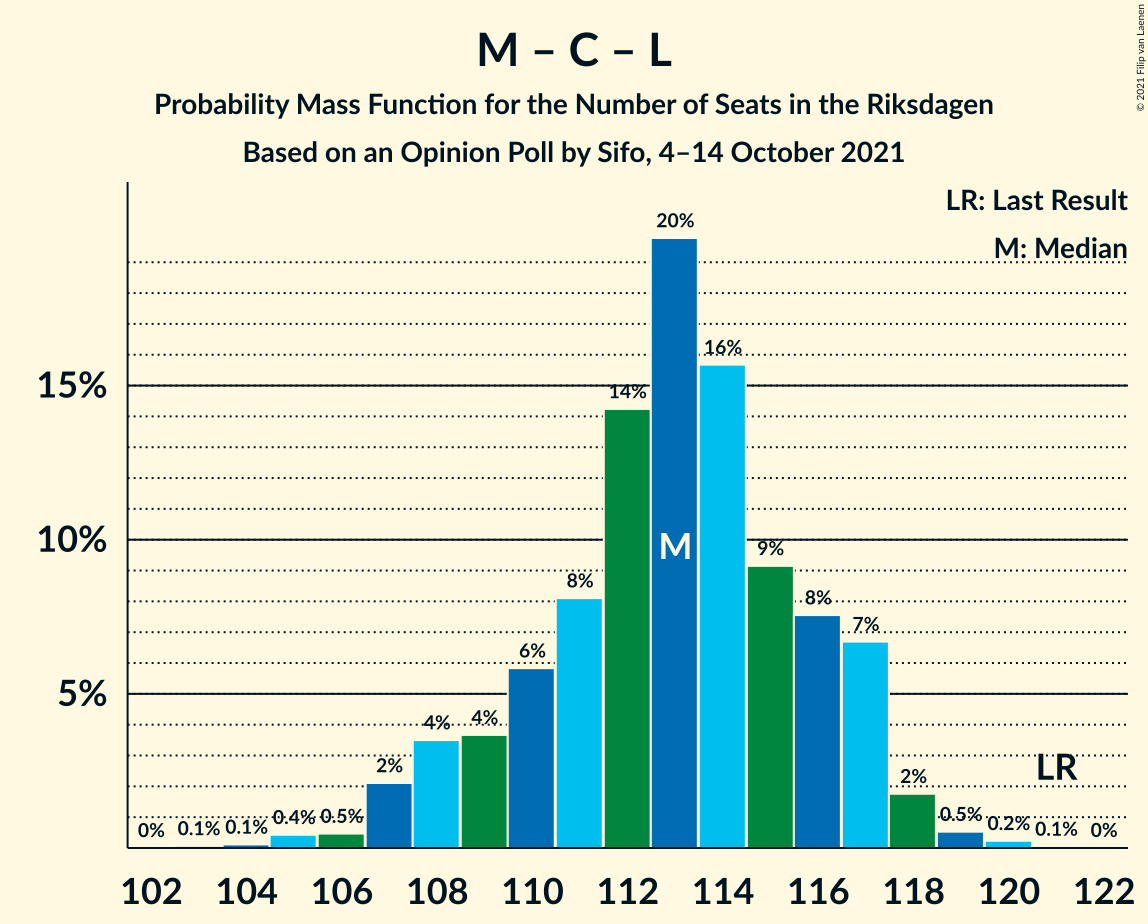 M – C – L
Probability Mass Function for the Number of Seats in the Riksdagen
Based on an Opinion Poll by Sifo, 4–14 October 2021
© 2021 Filip van Laenen
LR: Last Result
M: Median
15%
10%
5%
0%
0.1%
0.1%
0.4%
0.5%
2%
4%
4%
6%
8%
14%
20%
M
16%
9%
8%
7%
2%
0.5%
0.2%
LR
0.1%
0%
102 104 106 108 110 112 114 116 118 120 122